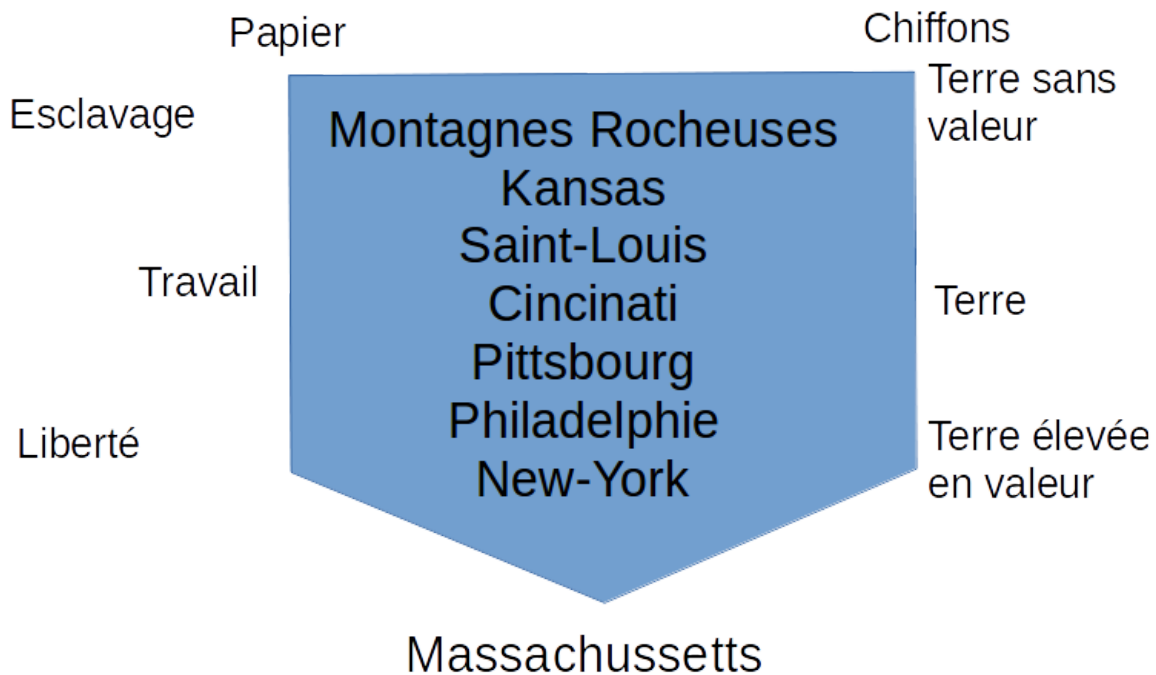 Papier
Chiffons
Esclavage
Terre sans
valeur
Montagnes Rocheuses
Kansas
Saint-Louis
Travail
Cincinati
Terre
Pittsbourg
Philadelphie
Liberté
Terre élevée
en valeur
New-York
Massachussetts